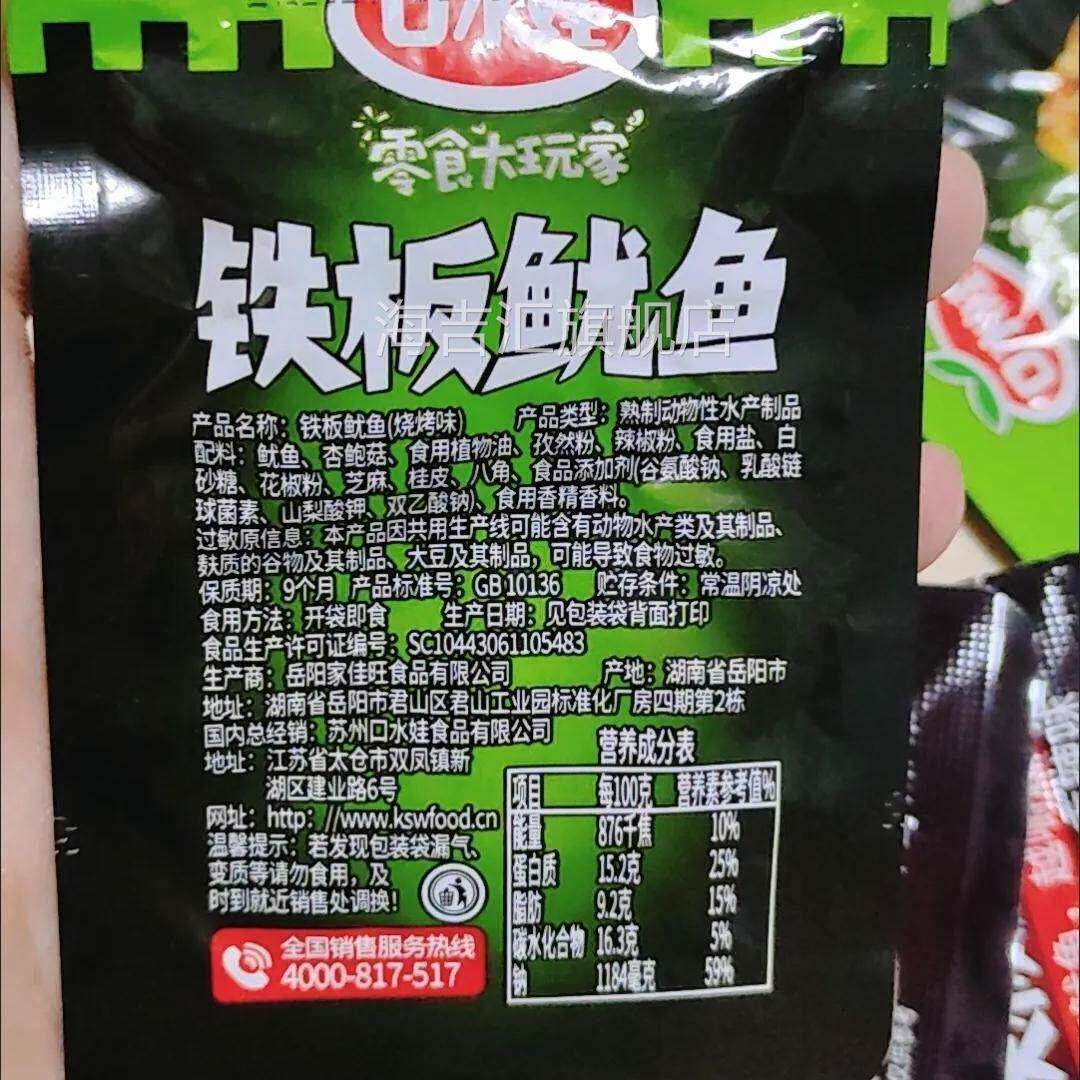 口水娃
零食大玩家
铁板鱿鱼
海吉汇旗舰店
产品名称：铁板鱿鱼(烧烤味) 产品类型：熟制动物性水产制品
配料：鱿鱼、杏鲍菇、食用植物油、孜然粉、辣椒粉、食用盐、白
砂糖、花椒粉、芝麻、桂皮、八角、食品添加剂(谷氨酸钠、乳酸链
球菌素、山梨酸钾、双乙酸钠)、食用香精香料。
过敏原信息：本产品因共用生产线可能含有动物水产类及其制品、
麸质的谷物及其制品、大豆及其制品，可能导致食物过敏。
保质期：9个月 产品标准号：GB 10136 贮存条件：常温阴凉处
食用方法：开袋即食 生产日期：见包装袋背面打印
食品生产许可证编号：SC10443061105483
生产商：岳阳家佳旺食品有限公司 产地：湖南省岳阳市
地址：湖南省岳阳市君山区君山工业园标准化厂房四期第2栋
国内总经销：苏州口水娃食品有限公司
地址：江苏省太仓市双凤镇新
湖区建业路6号
网址：http：//www.kswfood.cn
温馨提示：若发现包装袋漏气、
变质等请勿食用，及
时到就近销售处调换！
全国销售服务热线
4000-817-517
营养成分表
项目 每100克 营养素参考值%
能量 876千焦 10%
蛋白质 15.2克 25%
脂肪 9.2克 15%
碳水化合物 16.3克 5%
钠 1184毫克 59%